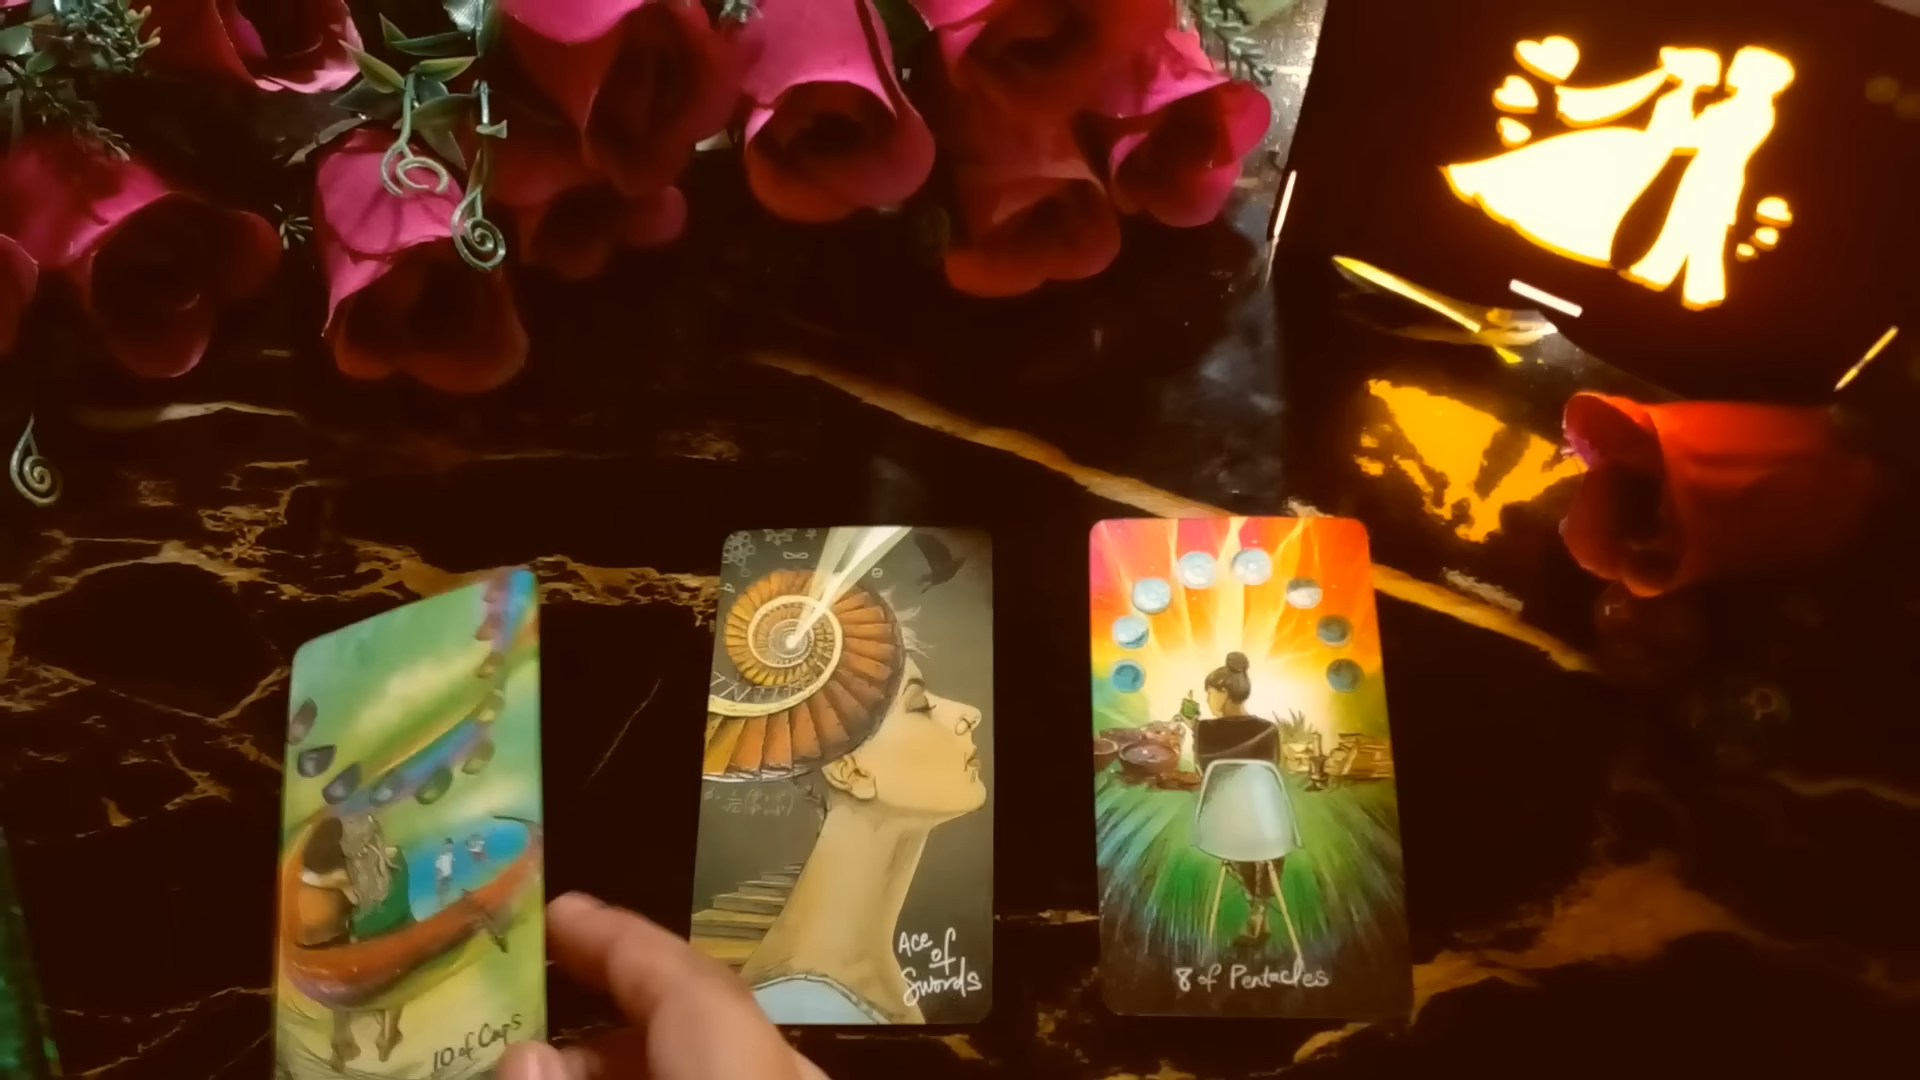 10 of Cups
Ace
of
Swords
8 of Pentacles